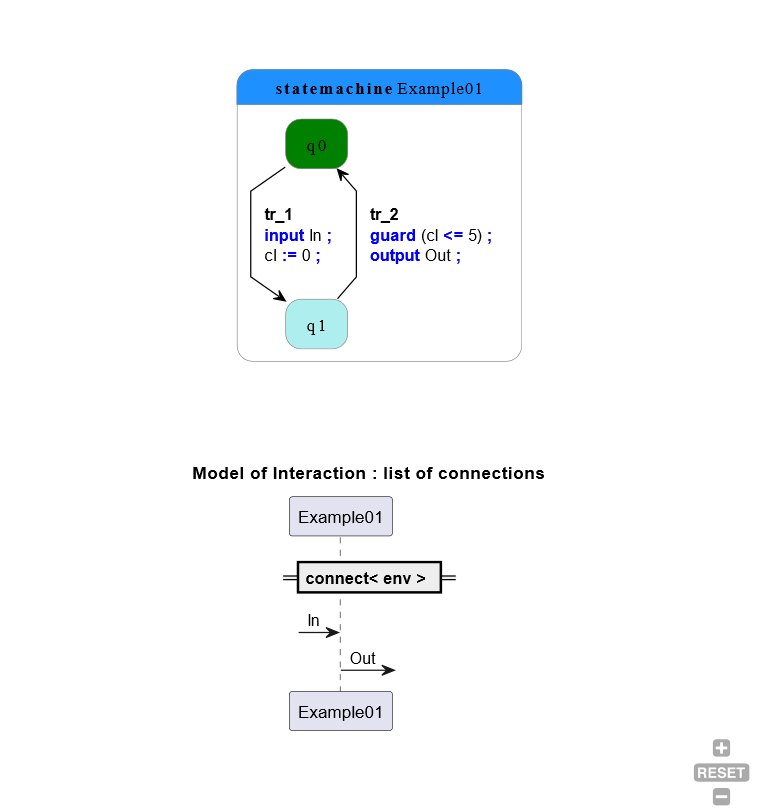 statemachine Example01
q0
tr_1
input In ;
cl := 0 ;
tr_2
guard (cl <= 5) ;
output Out ;
q1
Model of Interaction : list of connections
Example01
connect< env >
In
Out
Example01
RESET